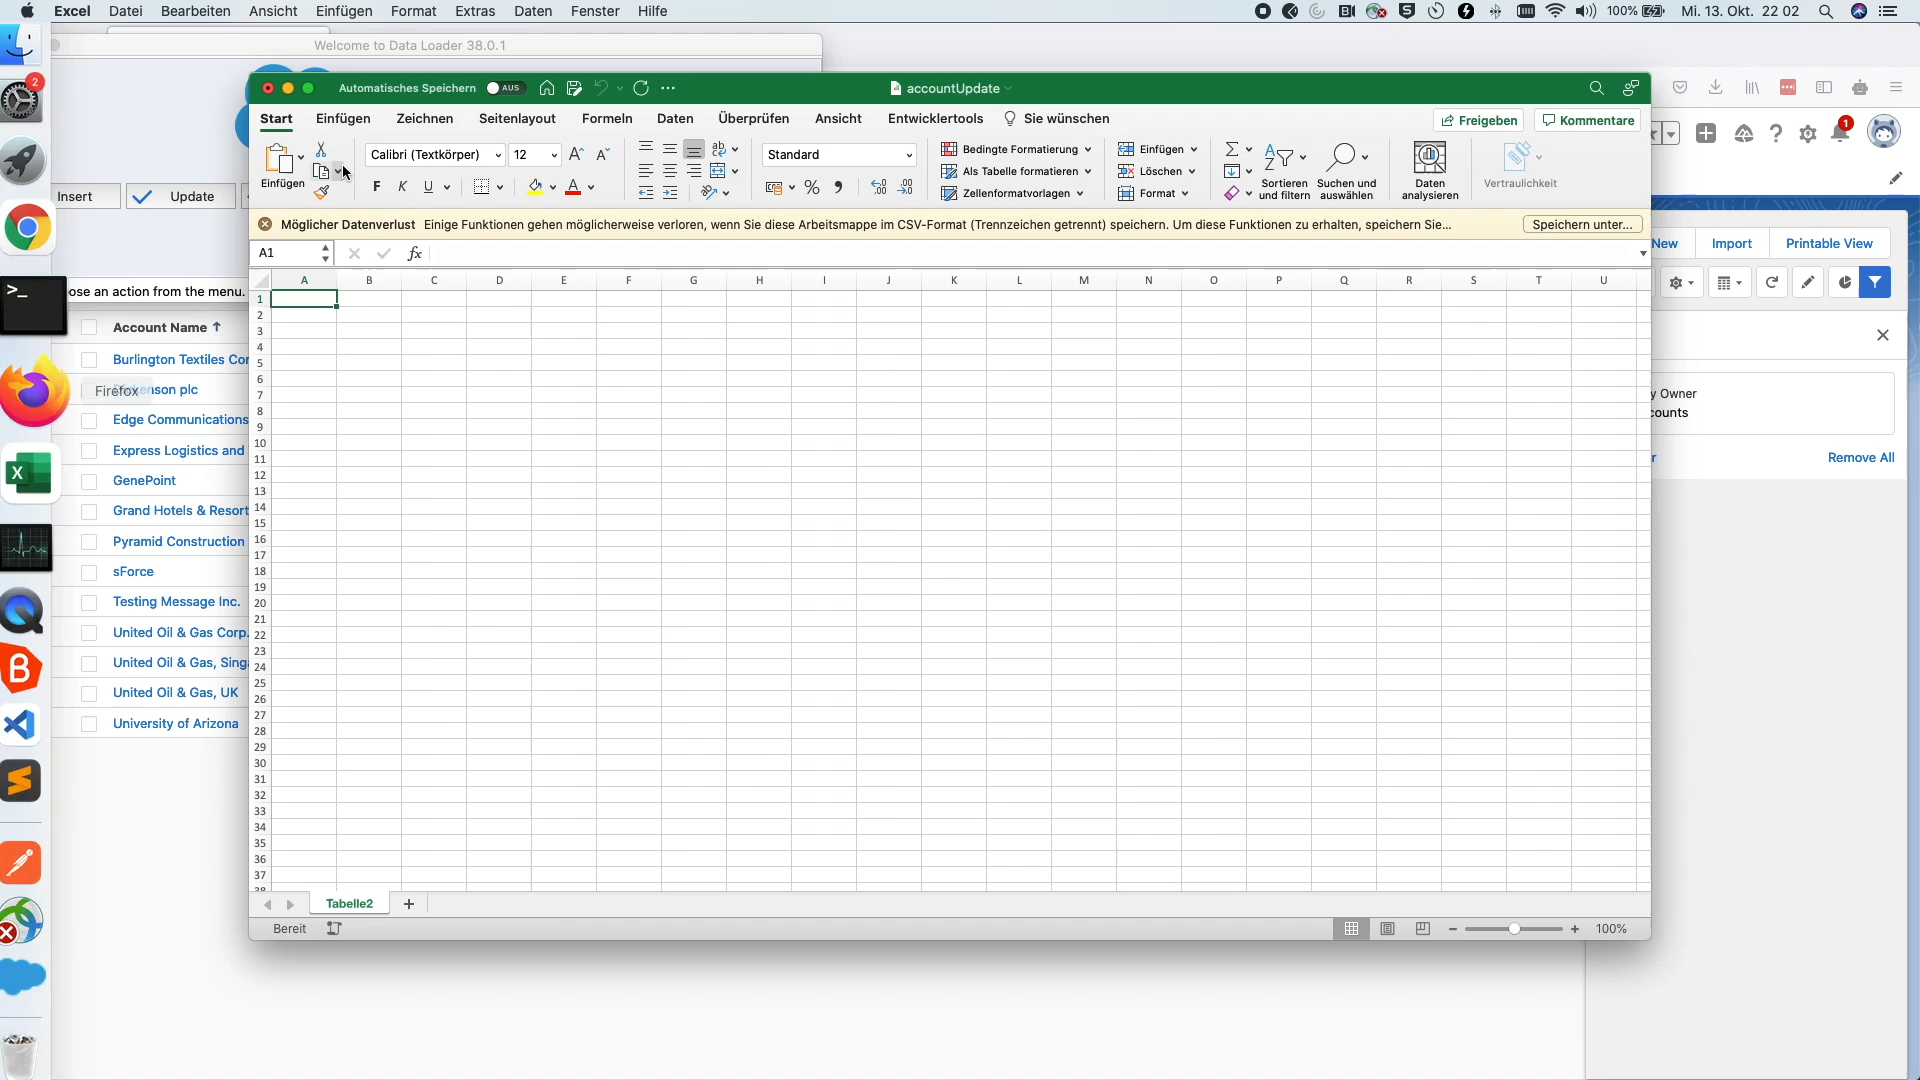 Excel Datei Bearbeiten Ansicht Einfügen Format Extras Daten Fenster Hilfe 100% Mi. 13. Okt. 22 02
Welcome to Data Loader 38.0.1
2
Automatisches Speichern AUS accountUpdate
Start Einfügen Zeichnen Seitenlayout Formeln Daten Überprüfen Ansicht Entwicklertools Sie wünschen Freigeben Kommentare
1
Einfügen
Calibri (Textkörper) 12
Standard
F K U
Bedingte Formatierung
Als Tabelle formatieren
Zellenformatvorlagen
Einfügen
Löschen
Format
Sortieren und filtern
Suchen und auswählen
Daten analysieren
Vertraulichkeit
Insert Update
Möglicher Datenverlust Einige Funktionen gehen möglicherweise verloren, wenn Sie diese Arbeitsmappe im CSV-Format (Trennzeichen getrennt) speichern. Um diese Funktionen zu erhalten, speichern Sie... Speichern unter...
New Import Printable View
A1 fx
A B C D E F G H I J K L M N O P Q R S T U
1
2
3
4
5
6
7
8
9
10
11
12
13
14
15
16
17
18
19
20
21
22
23
24
25
26
27
28
29
30
31
32
33
34
35
36
37
ose an action from the menu.
Account Name
Burlington Textiles Cor
Firefox
nson plc
Edge Communications
Express Logistics and
GenePoint
Grand Hotels & Resort
Pyramid Construction
sForce
Testing Message Inc.
United Oil & Gas Corp.
United Oil & Gas, Singa
United Oil & Gas, UK
University of Arizona
y Owner
counts
r Remove All
Tabelle2
Bereit 100%